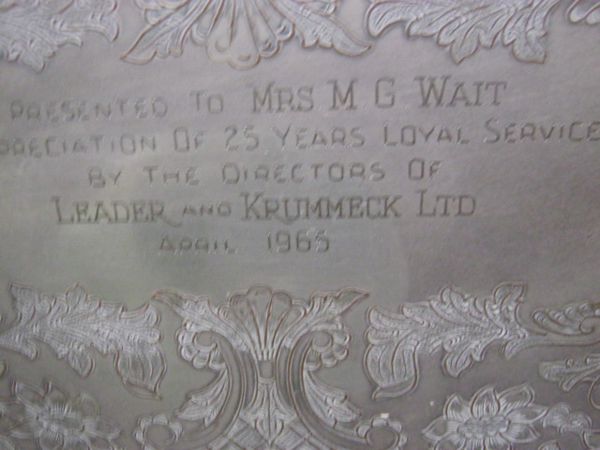 PRESENTED TO MRS M G WAIT
PRECIATION OF 25 YEARS LOYAL SERVICE
BY THE DIRECTORS OF
LEADER AND KRUMMECK LTD
APRIL 1965